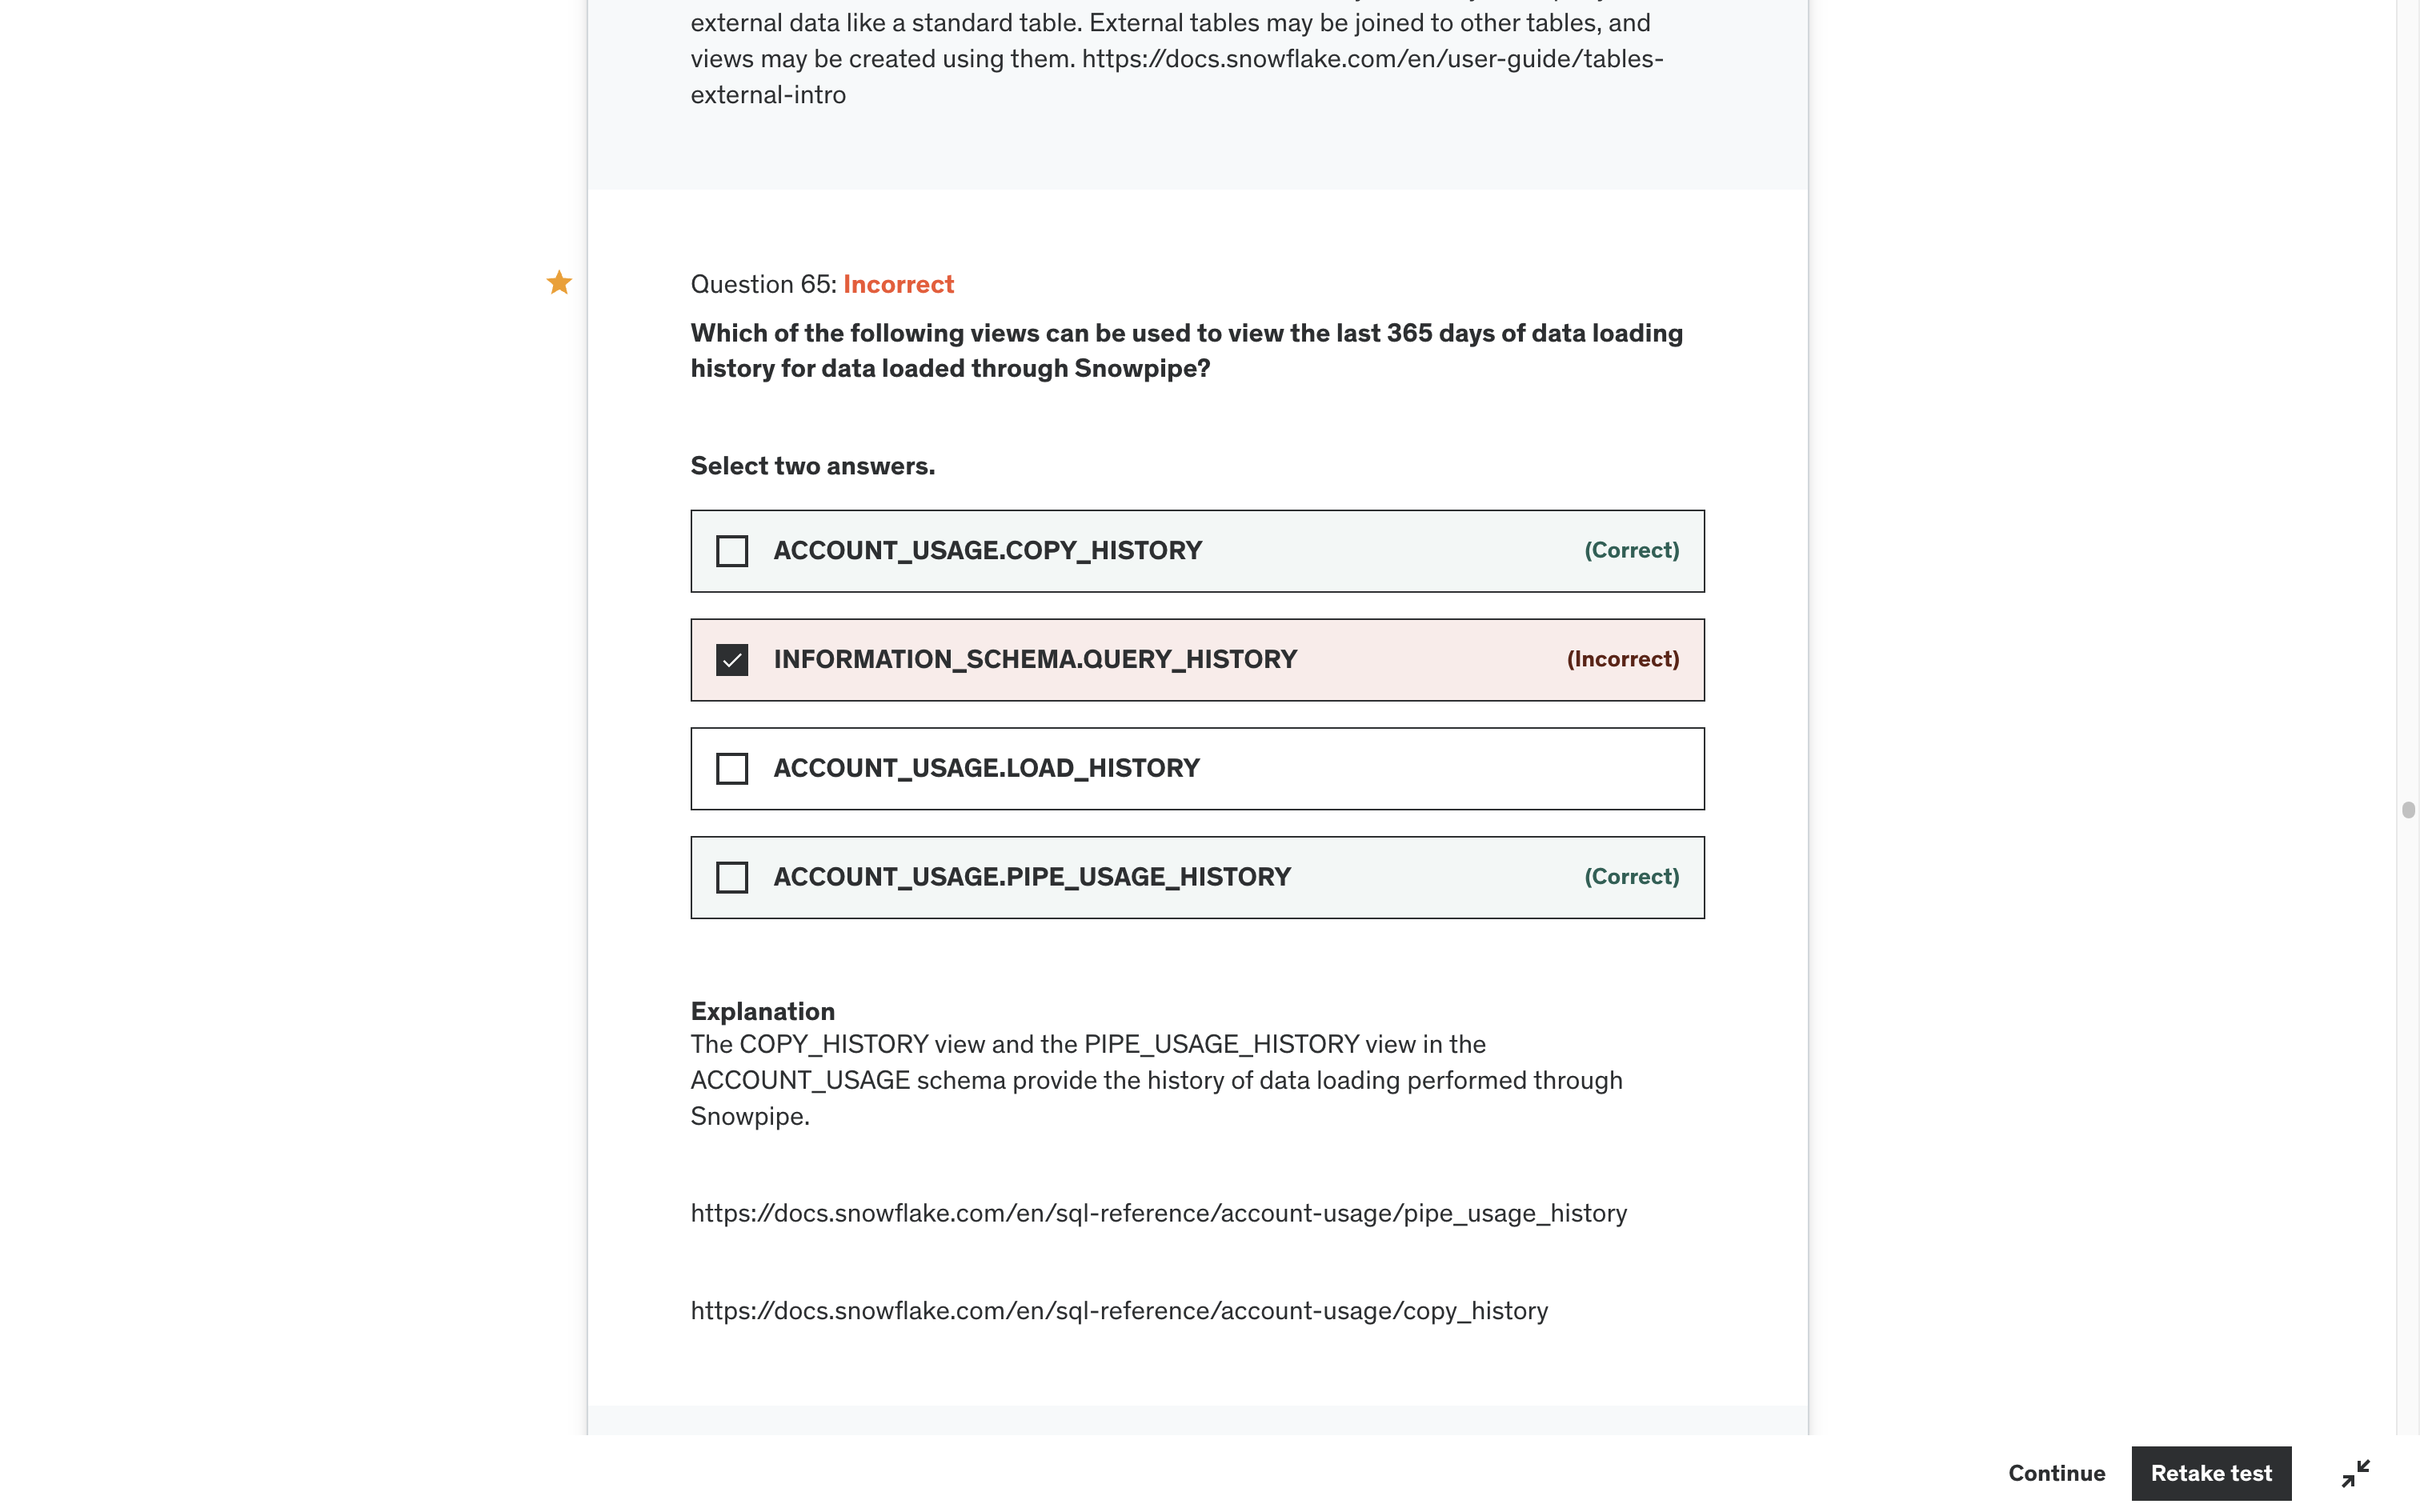 external data like a standard table. External tables may be joined to other tables, and
views may be created using them. https://docs.snowflake.com/en/user-guide/tables-
external-intro
Question 65: Incorrect
Which of the following views can be used to view the last 365 days of data loading
history for data loaded through Snowpipe?
Select two answers.
ACCOUNT_USAGE.COPY_HISTORY (Correct)
INFORMATION_SCHEMA.QUERY_HISTORY (Incorrect)
ACCOUNT_USAGE.LOAD_HISTORY
ACCOUNT_USAGE.PIPE_USAGE_HISTORY (Correct)
Explanation
The COPY_HISTORY view and the PIPE_USAGE_HISTORY view in the
ACCOUNT_USAGE schema provide the history of data loading performed through
Snowpipe.
https://docs.snowflake.com/en/sql-reference/account-usage/pipe_usage_history
https://docs.snowflake.com/en/sql-reference/account-usage/copy_history
Continue Retake test